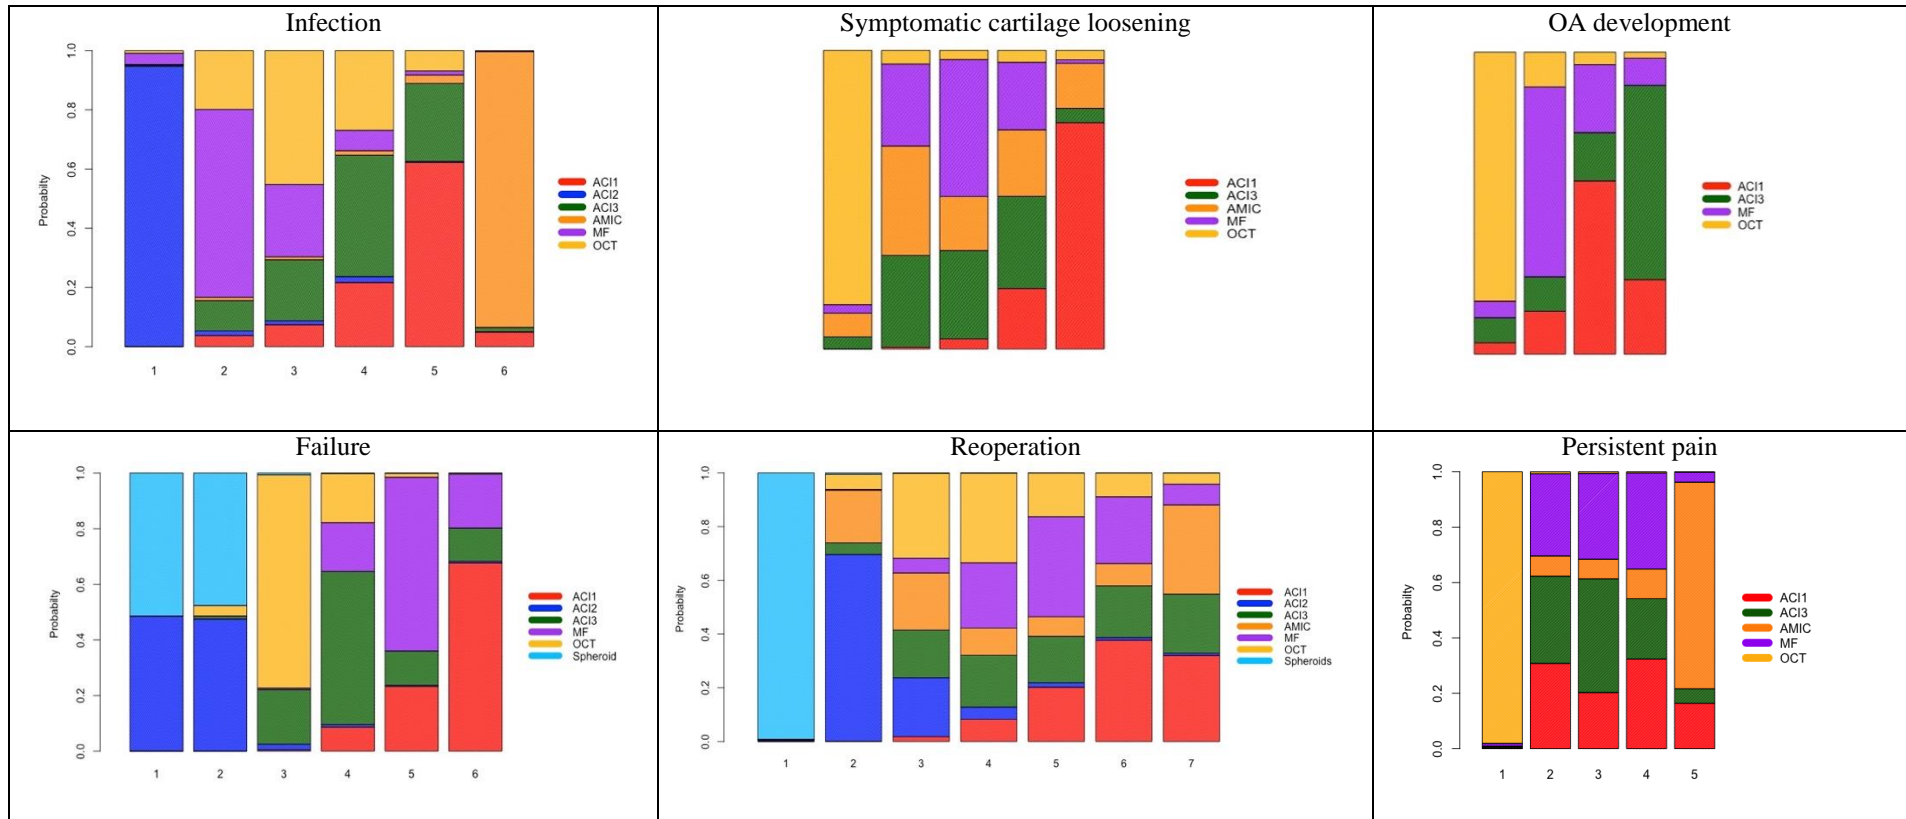 Infection
Probabilty
1.0
0.8
0.6
0.4
0.2
0.0
1 2 3 4 5 6
ACI1
ACI2
ACI3
AMIC
MF
OCT
Symptomatic cartilage loosening
ACI1
ACI3
AMIC
MF
OCT
OA development
ACI1
ACI3
MF
OCT
Failure
Probabilty
1.0
0.8
0.6
0.4
0.2
0.0
1 2 3 4 5 6
ACI1
ACI2
ACI3
MF
OCT
Spheroid
Reoperation
Probabilty
1.0
0.8
0.6
0.4
0.2
0.0
1 2 3 4 5 6 7
ACI1
ACI2
ACI3
AMIC
MF
OCT
Spheroids
Persistent pain
Probabilty
1.0
0.8
0.6
0.4
0.2
0.0
1 2 3 4 5
ACI1
ACI3
AMIC
MF
OCT